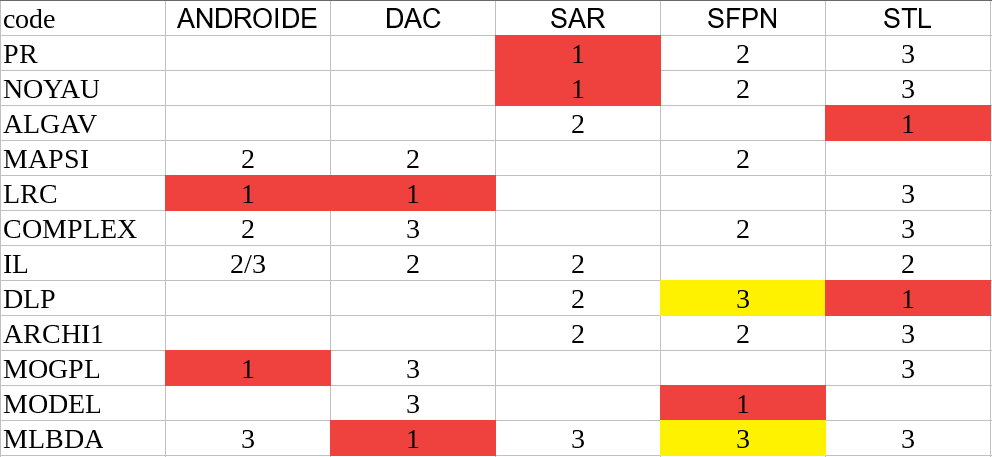 code ANDROIDE DAC SAR SFPN STL
PR 1 2 3
NOYAU 1 2 3
ALGAV 2 1
MAPSI 2 2 2
LRC 1 1 3
COMPLEX 2 3 2 3
IL 2/3 2 2 2
DLP 2 3 1
ARCHI1 2 2 3
MOGPL 1 3 3
MODEL 3 1
MLBDA 3 1 3 3 3